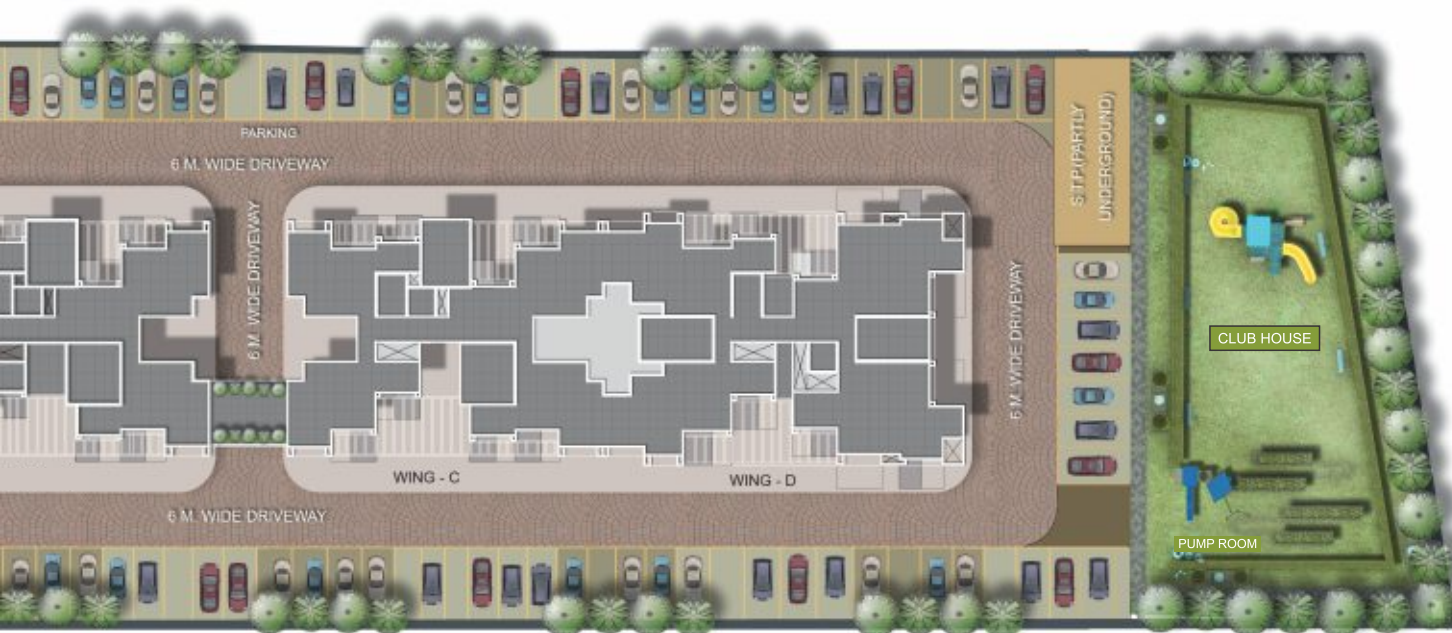 PARKING
6 M. WIDE DRIVEWAY
S.T.P.(PARTLY
UNDERGROUND)
6 M. WIDE DRIVEWAY
6 M. WIDE DRIVEWAY
CLUB HOUSE
WING - C
WING - D
6 M. WIDE DRIVEWAY
PUMP ROOM